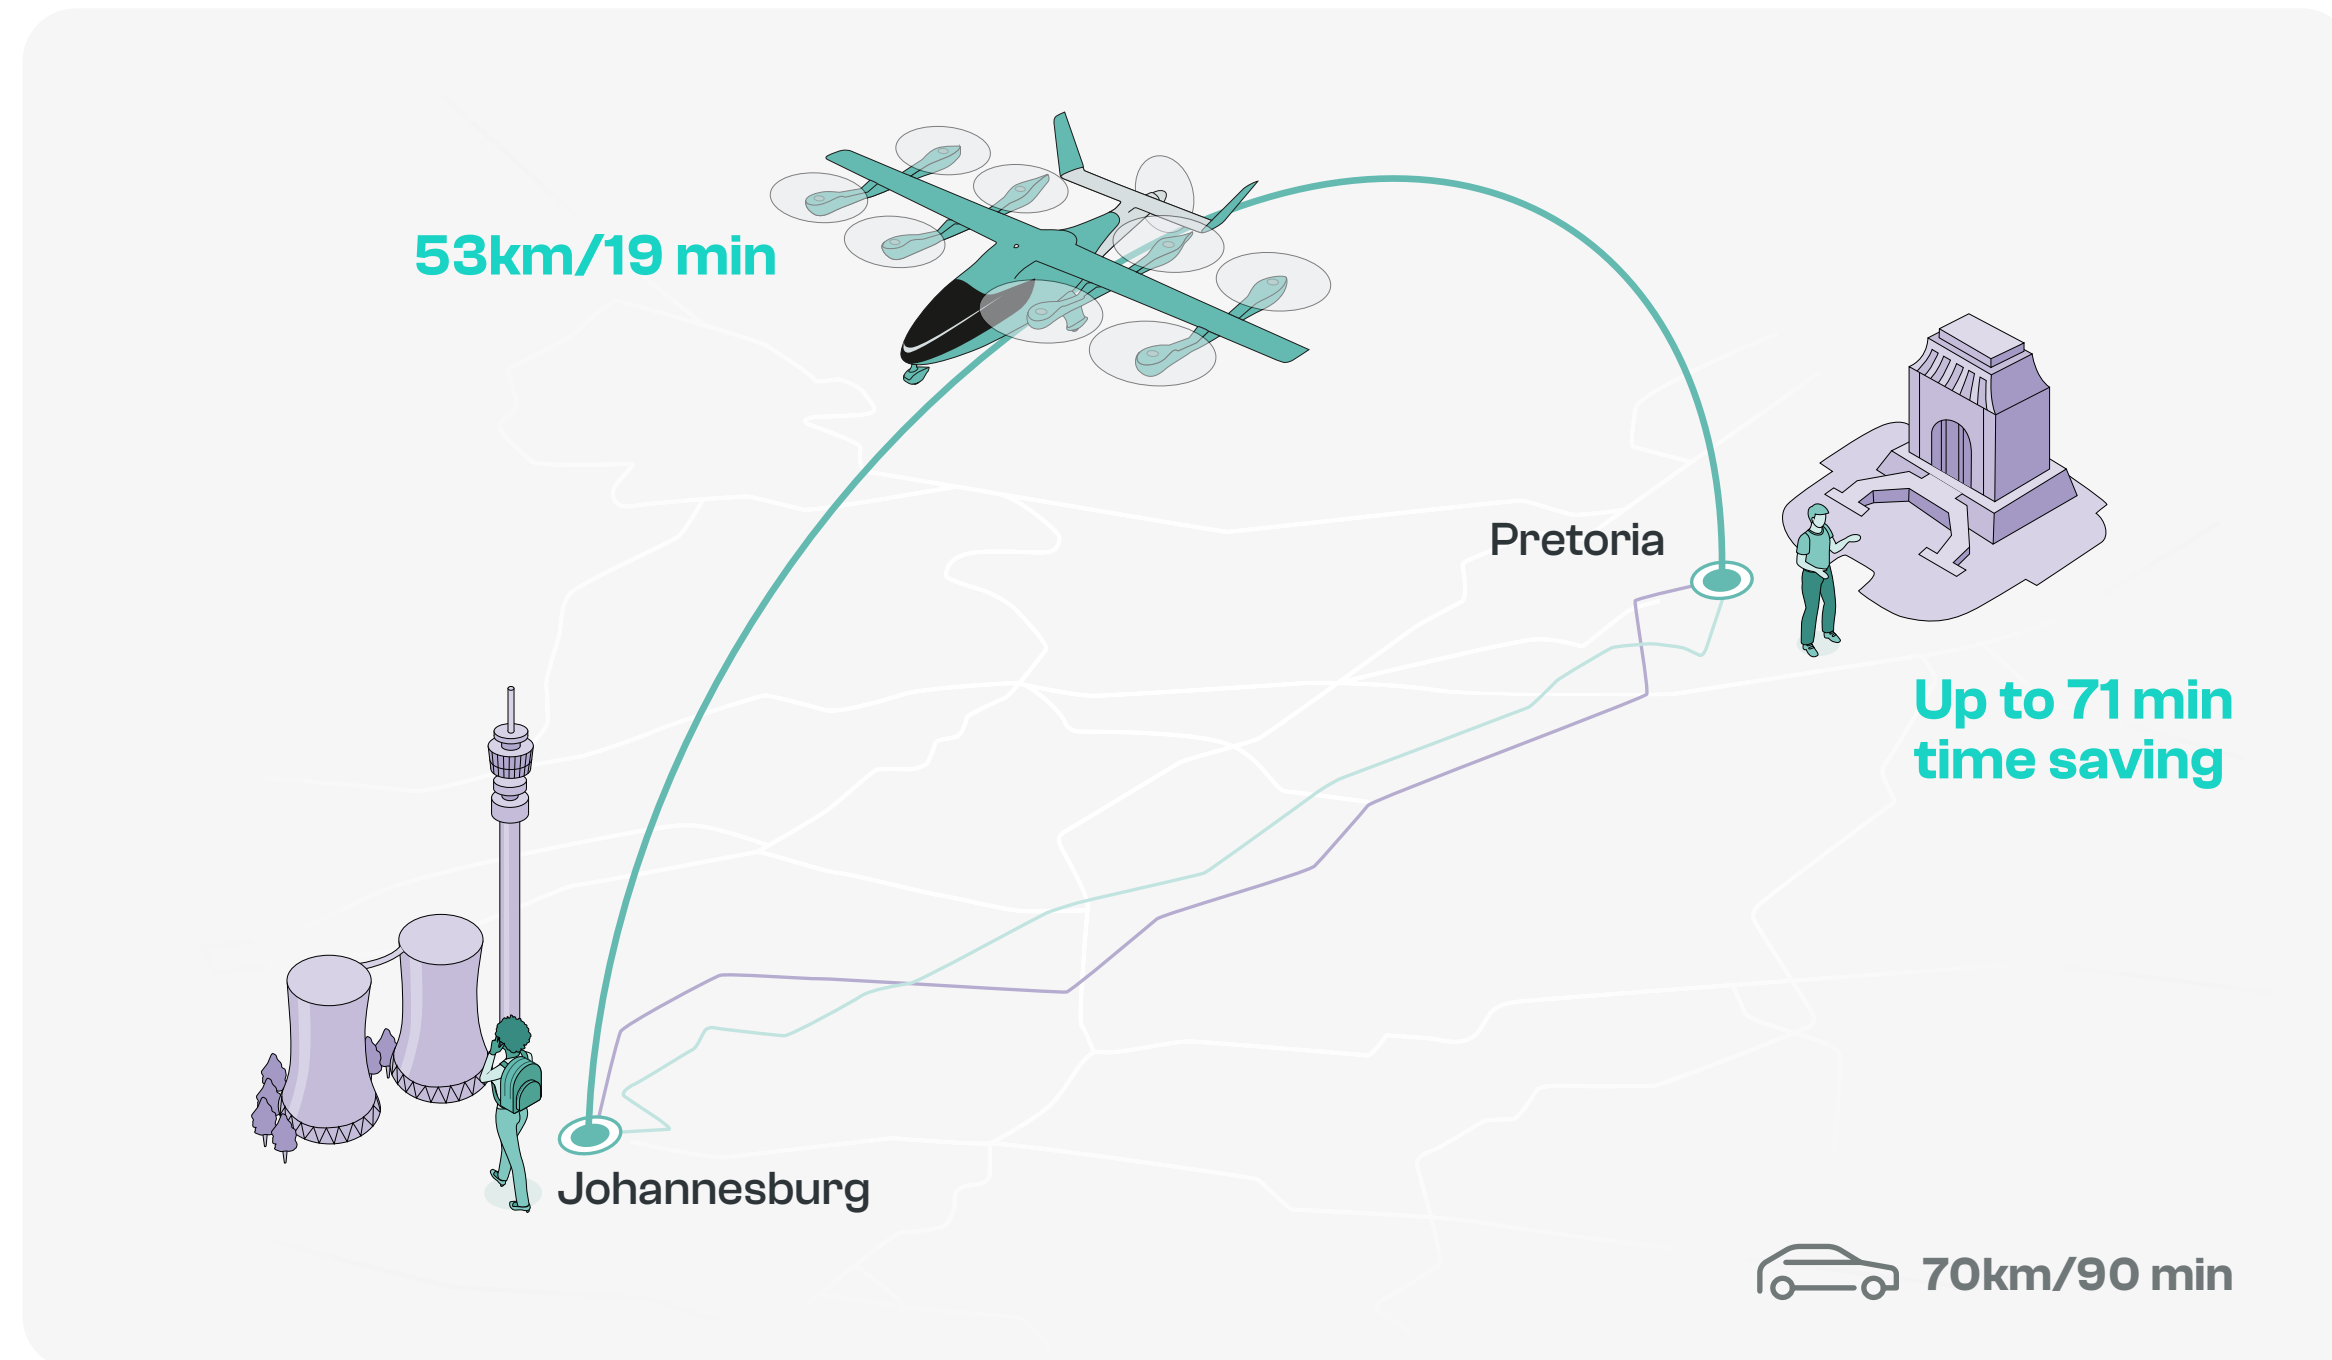 53km/19 min
Pretoria
Up to 71 min
time saving
Johannesburg
70km/90 min